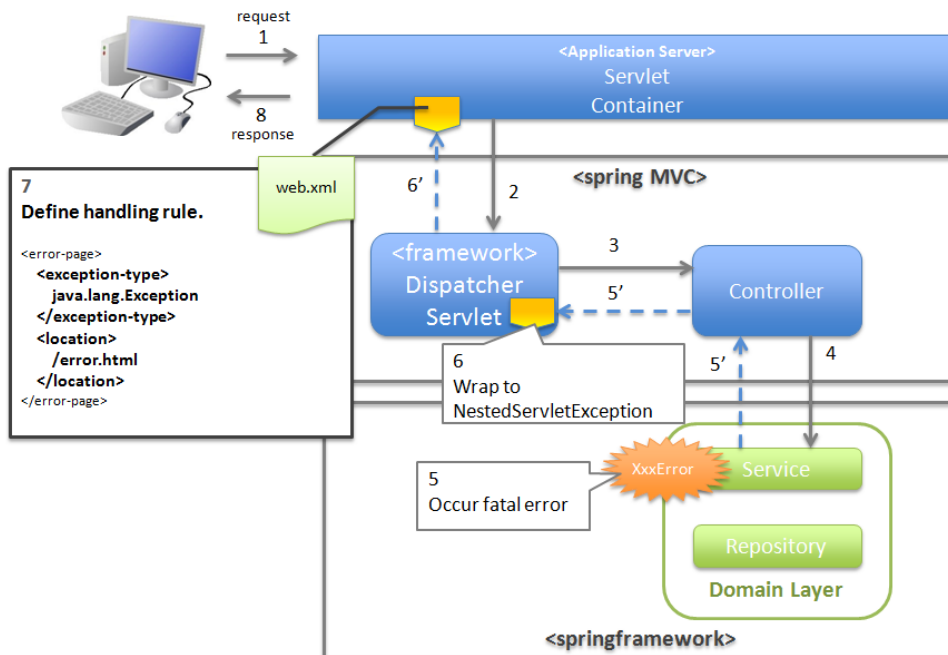 request
1
8
response
<Application Server>
Servlet
Container
web.xml
7
Define handling rule.
<error-page>
<exception-type>
java.lang.Exception
</exception-type>
<location>
/error.html
</location>
</error-page>
6’
2
<spring MVC>
<framework>
Dispatcher
Servlet
3
5’
Controller
6
Wrap to
NestedServletException
5’
4
5
Occur fatal error
XxxError
Service
Repository
Domain Layer
<springframework>